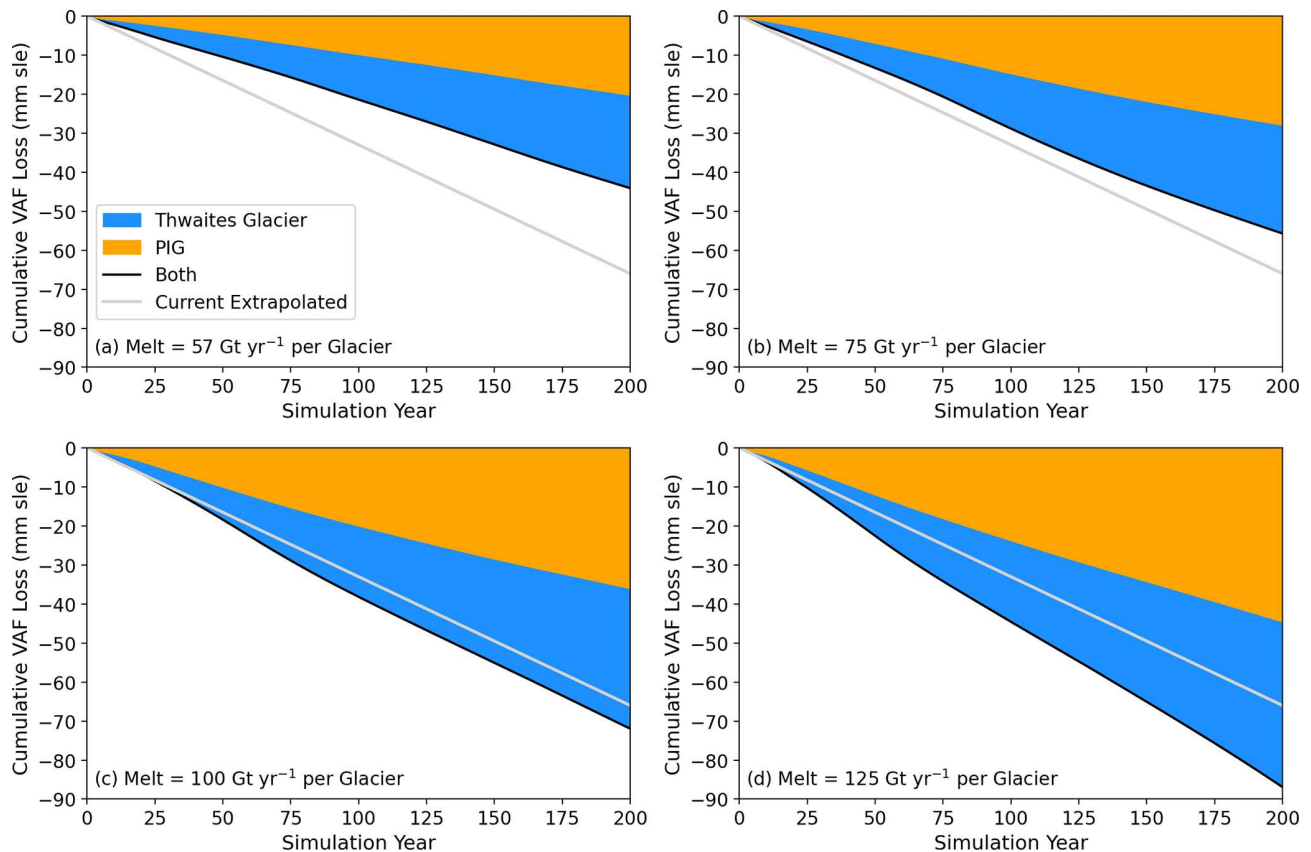 Cumulative VAF Loss (mm sle)
0
−10
−20
−30
−40
−50
−60
−70
−80
−90
Thwaites Glacier
PIG
Both
Current Extrapolated
(a) Melt = 57 Gt yr⁻¹ per Glacier
0 25 50 75 100 125 150 175 200
Simulation Year
Cumulative VAF Loss (mm sle)
0
−10
−20
−30
−40
−50
−60
−70
−80
−90
(b) Melt = 75 Gt yr⁻¹ per Glacier
0 25 50 75 100 125 150 175 200
Simulation Year
Cumulative VAF Loss (mm sle)
0
−10
−20
−30
−40
−50
−60
−70
−80
−90
(c) Melt = 100 Gt yr⁻¹ per Glacier
0 25 50 75 100 125 150 175 200
Simulation Year
Cumulative VAF Loss (mm sle)
0
−10
−20
−30
−40
−50
−60
−70
−80
−90
(d) Melt = 125 Gt yr⁻¹ per Glacier
0 25 50 75 100 125 150 175 200
Simulation Year